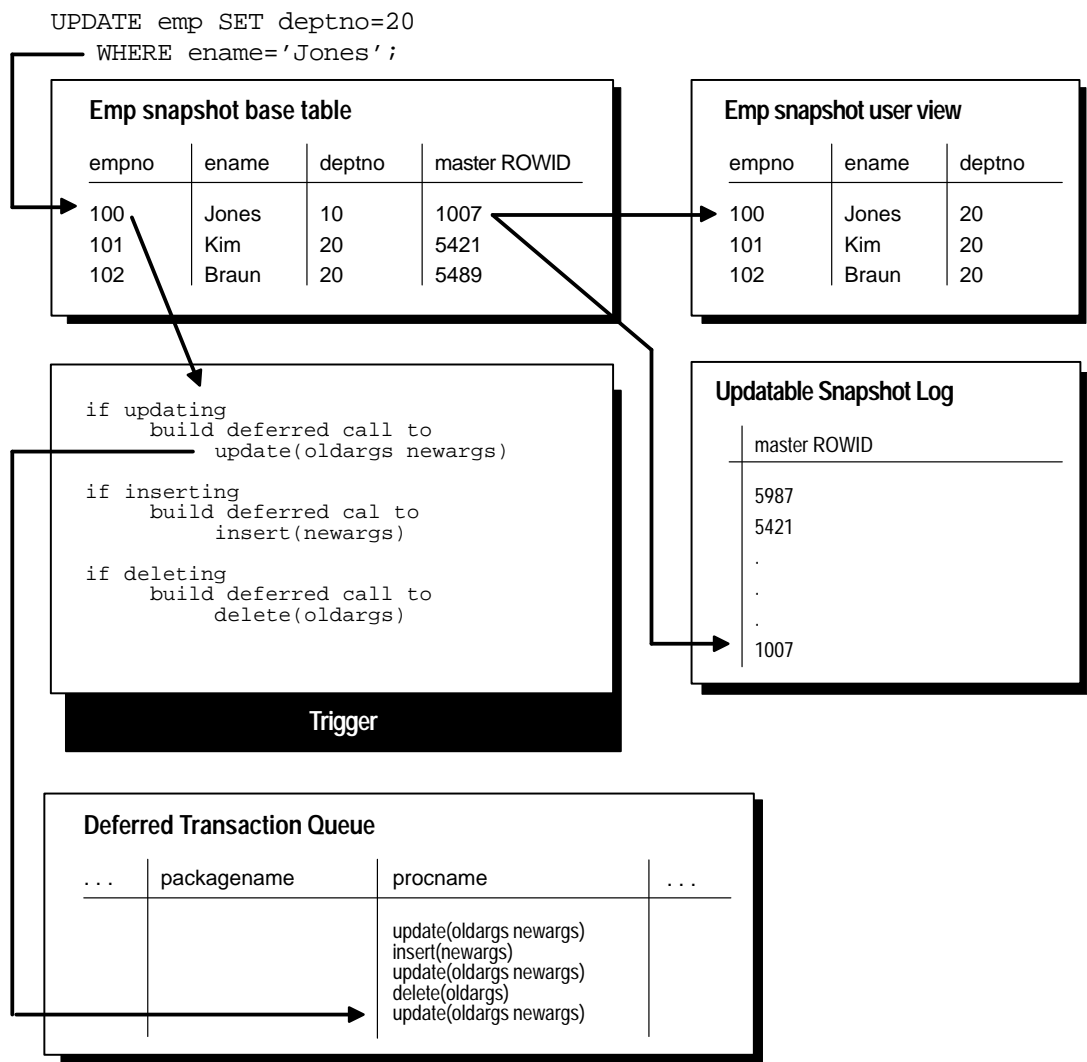 UPDATE emp SET deptno=20
WHERE ename='Jones';
Emp snapshot base table
empno ename deptno master ROWID
100 Jones 10 1007
101 Kim 20 5421
102 Braun 20 5489
Emp snapshot user view
empno ename deptno
100 Jones 20
101 Kim 20
102 Braun 20
if updating
build deferred call to
update(oldargs newargs)
if inserting
build deferred cal to
insert(newargs)
if deleting
build deferred call to
delete(oldargs)
Trigger
Updatable Snapshot Log
master ROWID
5987
5421
.
.
.
1007
Deferred Transaction Queue
. . . packagename procname . . .
update(oldargs newargs)
insert(newargs)
update(oldargs newargs)
delete(oldargs)
update(oldargs newargs)